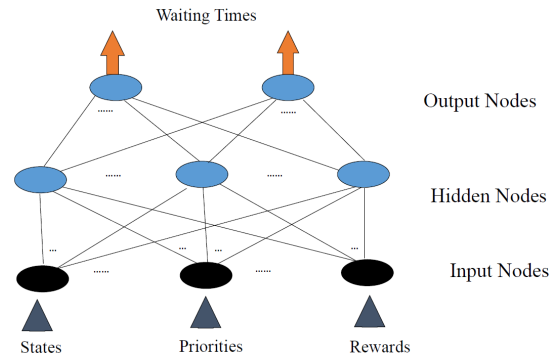 Waiting Times
Output Nodes
......
......
......
......
Hidden Nodes
...
...
...
...
......
......
Input Nodes
States
Priorities
Rewards